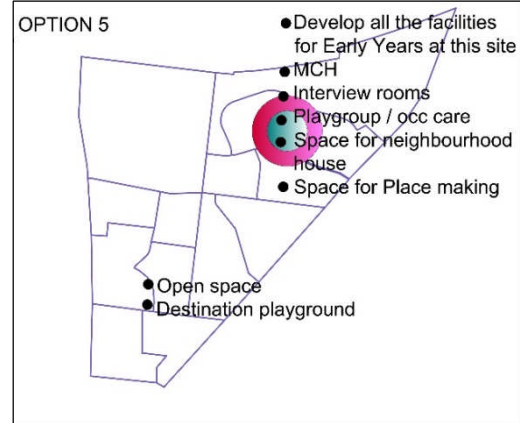 OPTION 5
● Develop all the facilities
for Early Years at this site
● MCH
● Interview rooms
● Playgroup / occ care
● Space for neighbourhood
house
● Space for Place making
● Open space
● Destination playground